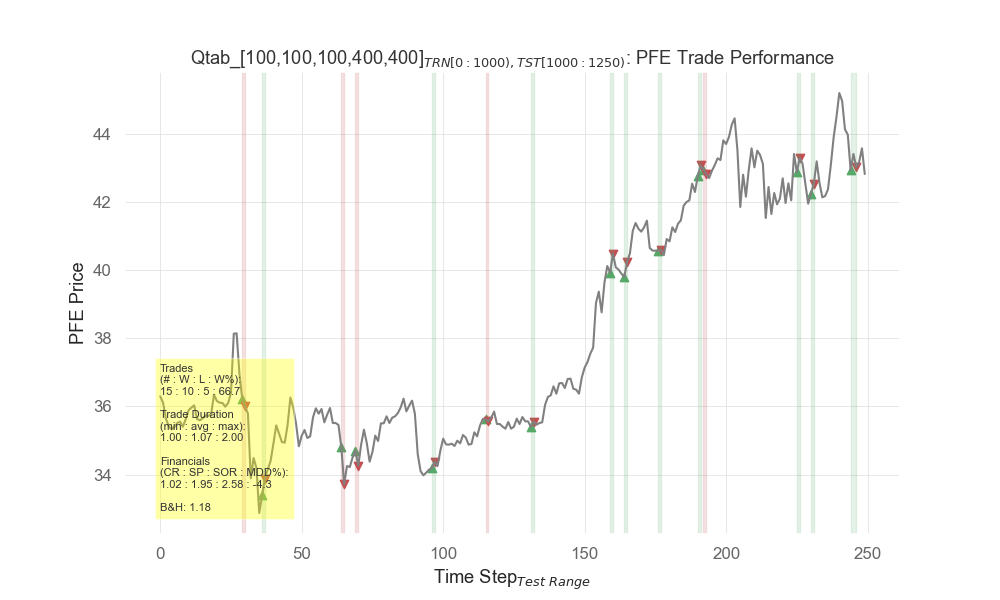 Qtab_[100,100,100,400,400]TRN[0 : 1000), TST[1000 : 1250): PFE Trade Performance
PFE Price
44
42
40
38
36
34
Trades
(# : W : L : W%):
15 : 10 : 5 : 66.7
Trade Duration
(min : avg : max):
1.00 : 1.07 : 2.00
Financials
(CR : SP : SOR : MDD%):
1.02 : 1.95 : 2.58 : -4.3
B&H: 1.18
0 50 100 150 200 250
Time StepTest Range